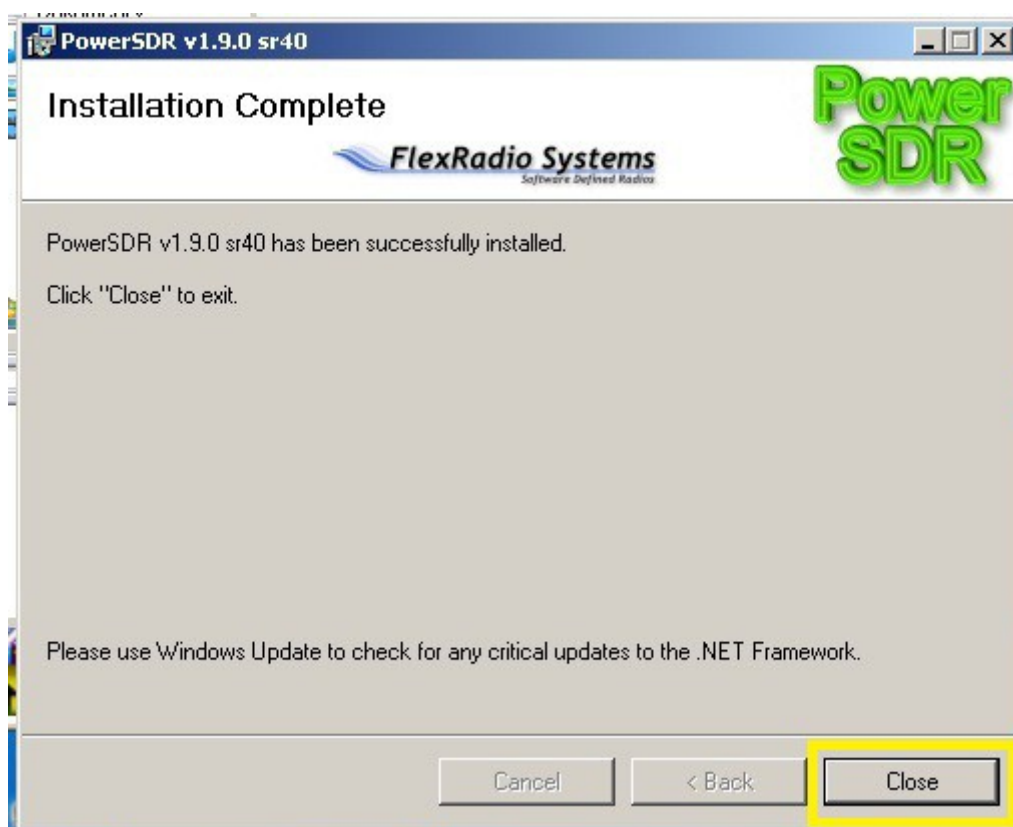 PowerSDR v1.9.0 sr40
Installation Complete
Power
SDR
FlexRadio Systems
Software Defined Radios
PowerSDR v1.9.0 sr40 has been successfully installed.
Click "Close" to exit.
Please use Windows Update to check for any critical updates to the .NET Framework.
Cancel
< Back
Close